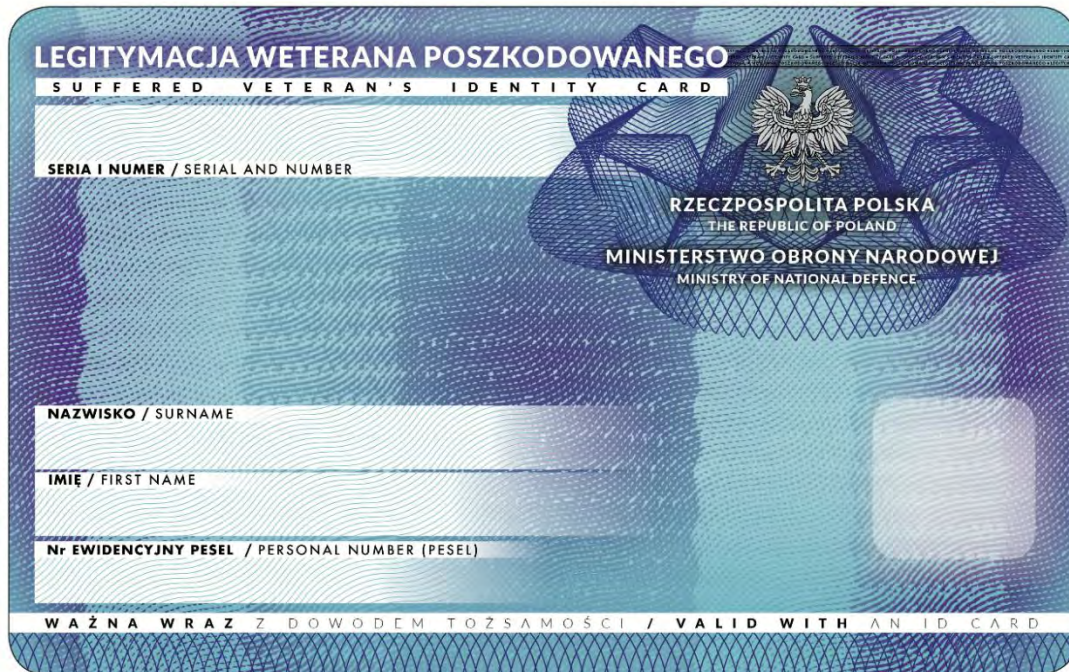 LEGITYMACJA WETERANA POSZKODOWANEGO
SUFFERED VETERAN'S IDENTITY CARD
SERIA I NUMER / SERIAL AND NUMBER
RZECZPOSPOLITA POLSKA
THE REPUBLIC OF POLAND
MINISTERSTWO OBRONY NARODOWEJ
MINISTRY OF NATIONAL DEFENCE
NAZWISKO / SURNAME
IMIĘ / FIRST NAME
Nr EWIDENCYJNY PESEL / PERSONAL NUMBER (PESEL)
WAŻNA WRAZ Z DOWODEM TOŻSAMOŚCI / VALID WITH AN ID CARD